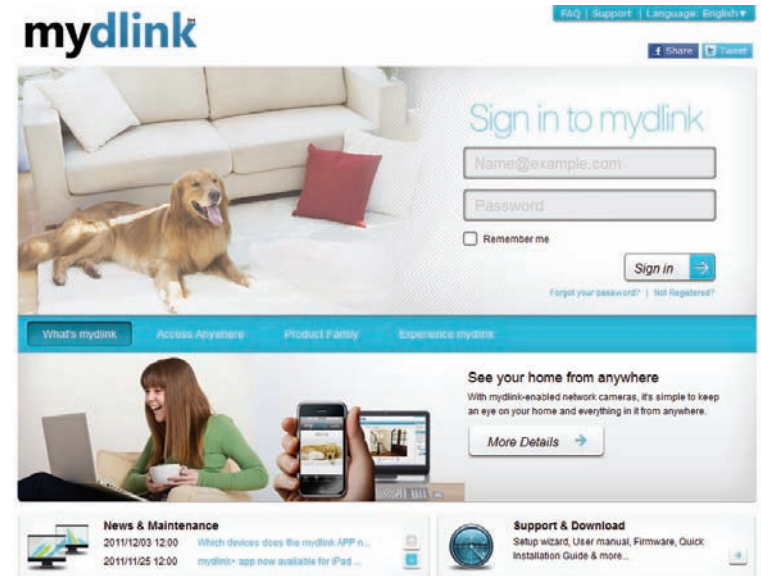 mydlink
FAQ | Support | Language: English▼
Share Tweet
Sign in to mydlink
Name@example.com
Password
Remember me
Sign in
Forgot your password? | Not Registered?
What's mydlink Access Anywhere Product Family Experience mydlink
See your home from anywhere
With mydlink-enabled network cameras, it's simple to keep
an eye on your home and everything in it from anywhere.
More Details
News & Maintenance
2011/12/03 12:00 Which devices does the mydlink APP n...
2011/11/25 12:00 mydlink+ app now available for iPad ...
Support & Download
Setup wizard, User manual, Firmware, Quick
Installation Guide & more...